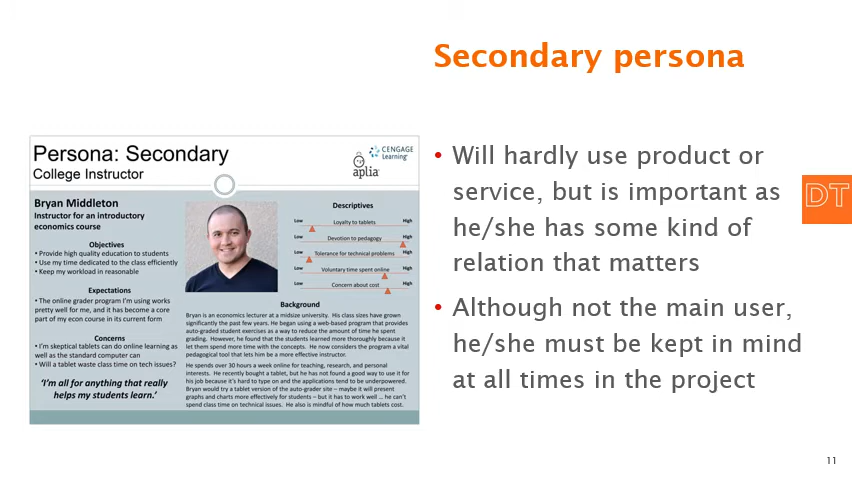 Secondary persona
Persona: Secondary
College Instructor
CENGAGE
Learning
aplia
Bryan Middleton
Instructor for an introductory
economics course
Objectives
• Provide high quality education to students
• Use my time dedicated to the class efficiently
• Keep my workload in reasonable
Expectations
• The online grader program I'm using works
pretty well for me, and it has become a core
part of my econ course in its current form
Concerns
• I'm skeptical tablets can do online learning as
well as the standard computer can
• Will a tablet waste class time on tech issues?
'I'm all for anything that really
helps my students learn.'
Descriptives
Low Loyalty to tablets High
Low Devotion to pedagogy High
Low Tolerance for technical problems High
Low Voluntary time spent online High
Low Concern about cost High
Background
Bryan is an economics lecturer at a midsize university. His class sizes have grown
significantly the past few years. He began using a web-based program that provides
auto-graded student exercises as a way to reduce the amount of time he spent
grading. However, he found that the students learned more thoroughly because it
let them spend more time with the concepts. He now considers the program a vital
pedagogical tool that lets him be a more effective instructor.
He spends over 30 hours a week online for teaching, research, and personal
interests. He recently bought a tablet, but he has not found a good way to use it for
his job because it's hard to type on and the applications tend to be underpowered.
Bryan would try a tablet version of the auto-grader site – maybe it will present
graphs and charts more effectively for students – but it has to work well ... he can't
spend class time on technical issues. He also is mindful of how much tablets cost.
• Will hardly use product or
service, but is important as
he/she has some kind of
relation that matters
• Although not the main user,
he/she must be kept in mind
at all times in the project
DT
11